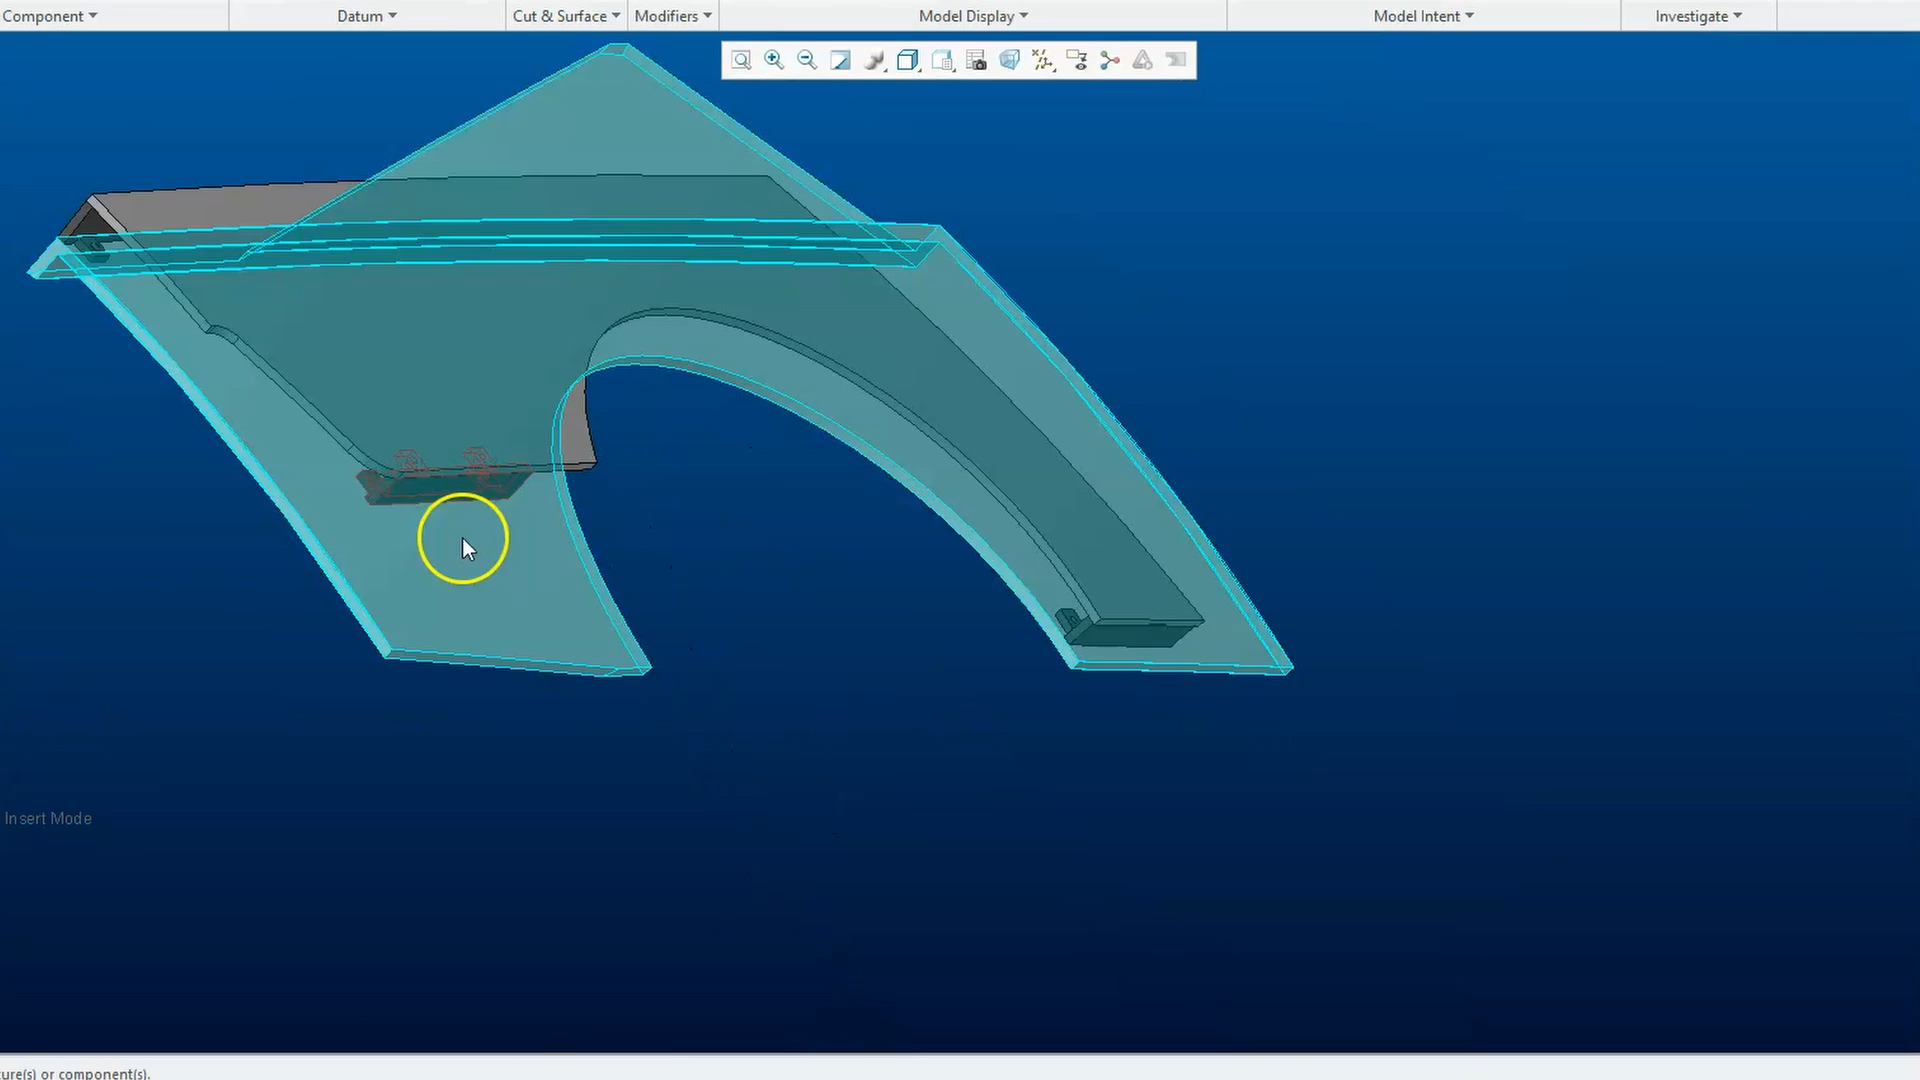 Component Datum Cut & Surface Modifiers Model Display Model Intent Investigate
Insert Mode
ure(s) or component(s).